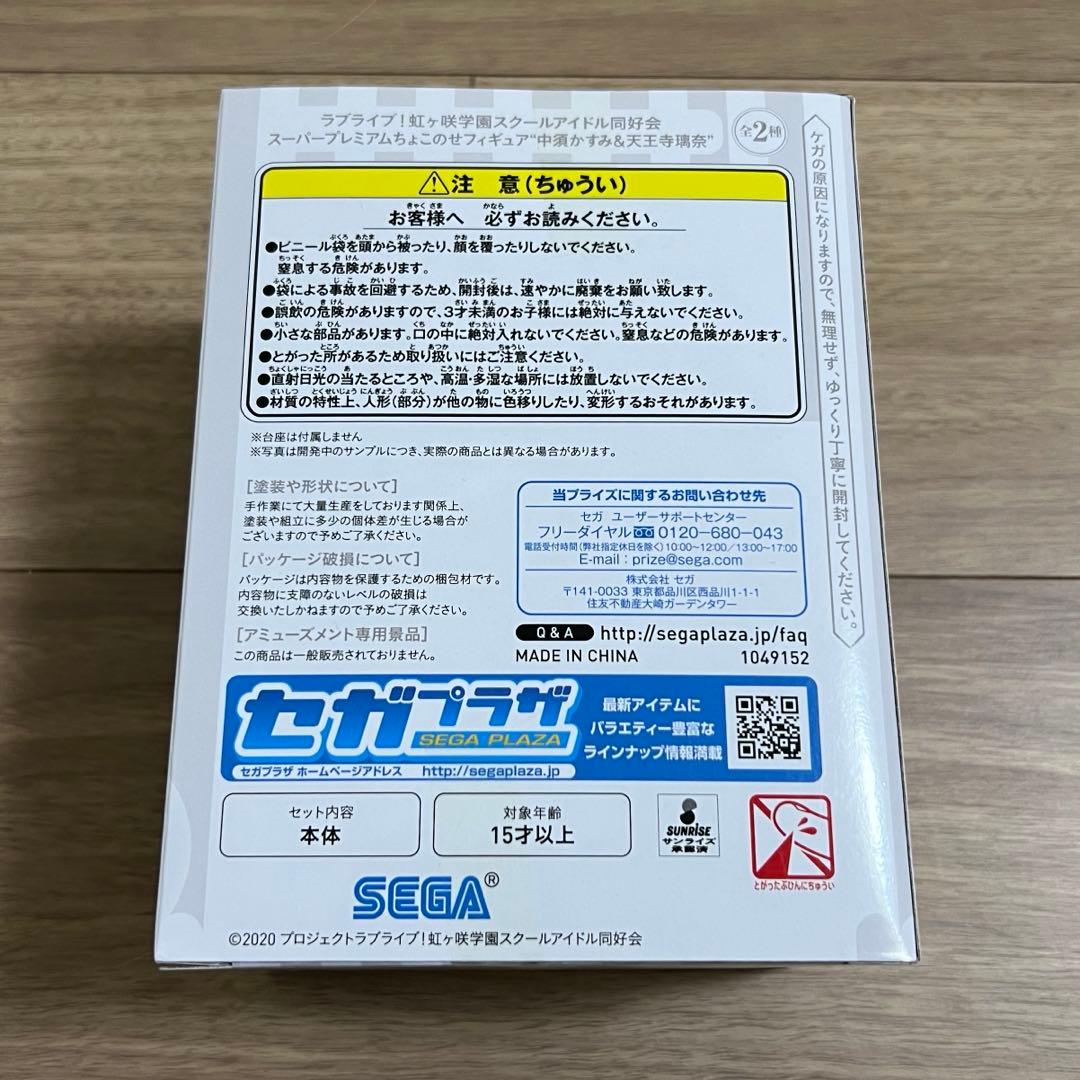 ラブライブ!虹ヶ咲学園スクールアイドル同好会
スーパープレミアムちょこのせフィギュア“中須かすみ&天王寺璃奈”
全2種
ケガの原因になりますので、無理せず、ゆっくり丁寧に開封してください。
注 意(ちゅうい)
お客様へ 必ずお読みください。
●ビニール袋を頭から被ったり、顔を覆ったりしないでください。
窒息する危険があります。
●袋による事故を回避するため、開封後は、速やかに廃棄をお願い致します。
●誤飲の危険がありますので、3才未満のお子様には絶対に与えないでください。
●小さな部品があります。口の中に絶対入れないでください。窒息などの危険があります。
●とがった所があるため取り扱いにはご注意ください。
●直射日光の当たるところや、高温・多湿な場所には放置しないでください。
●材質の特性上、人形(部分)が他の物に色移りしたり、変形するおそれがあります。
※台座は付属しません
※写真は開発中のサンプルにつき、実際の商品とは異なる場合があります。
[塗装や形状について]
手作業にて大量生産をしております関係上、
塗装や組立に多少の個体差が生じる場合が
ございますので予めご了承ください。
[パッケージ破損について]
パッケージは内容物を保護するための梱包材です。
内容物に支障のないレベルの破損は
交換いたしかねますので予めご了承ください。
[アミューズメント専用景品]
この商品は一般販売されておりません。
当プライズに関するお問い合わせ先
セガ ユーザーサポートセンター
フリーダイヤル 0120-680-043
電話受付時間(弊社指定休日を除く)10:00~12:00/13:00~17:00
E-mail : prize@sega.com
株式会社 セガ
〒141-0033 東京都品川区西品川1-1-1
住友不動産大崎ガーデンタワー
Q & A http://segaplaza.jp/faq
MADE IN CHINA 1049152
セガプラザ
SEGA PLAZA
セガプラザ ホームページアドレス http://segaplaza.jp
最新アイテムに
バラエティー豊富な
ラインナップ情報満載
セット内容
本体
対象年齢
15才以上
SUNRISE
サンライズ
承認済
とがったぶひんにちゅうい
SEGA®
©2020 プロジェクトラブライブ!虹ヶ咲学園スクールアイドル同好会